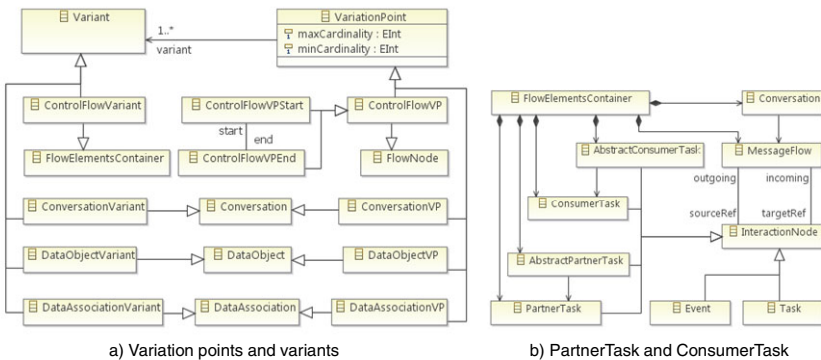 Variant
VariationPoint
maxCardinality : EInt
minCardinality : EInt
1..*
variant
ControlFlowVariant
ControlFlowVPStart
ControlFlowVP
start
end
FlowElementsContainer
ControlFlowVPEnd
FlowNode
ConversationVariant
Conversation
ConversationVP
DataObjectVariant
DataObject
DataObjectVP
DataAssociationVariant
DataAssociation
DataAssociationVP
a) Variation points and variants
FlowElementsContainer
Conversation
AbstractConsumerTask
MessageFlow
outgoing
incoming
ConsumerTask
sourceRef
targetRef
InteractionNode
AbstractPartnerTask
PartnerTask
Event
Task
b) PartnerTask and ConsumerTask